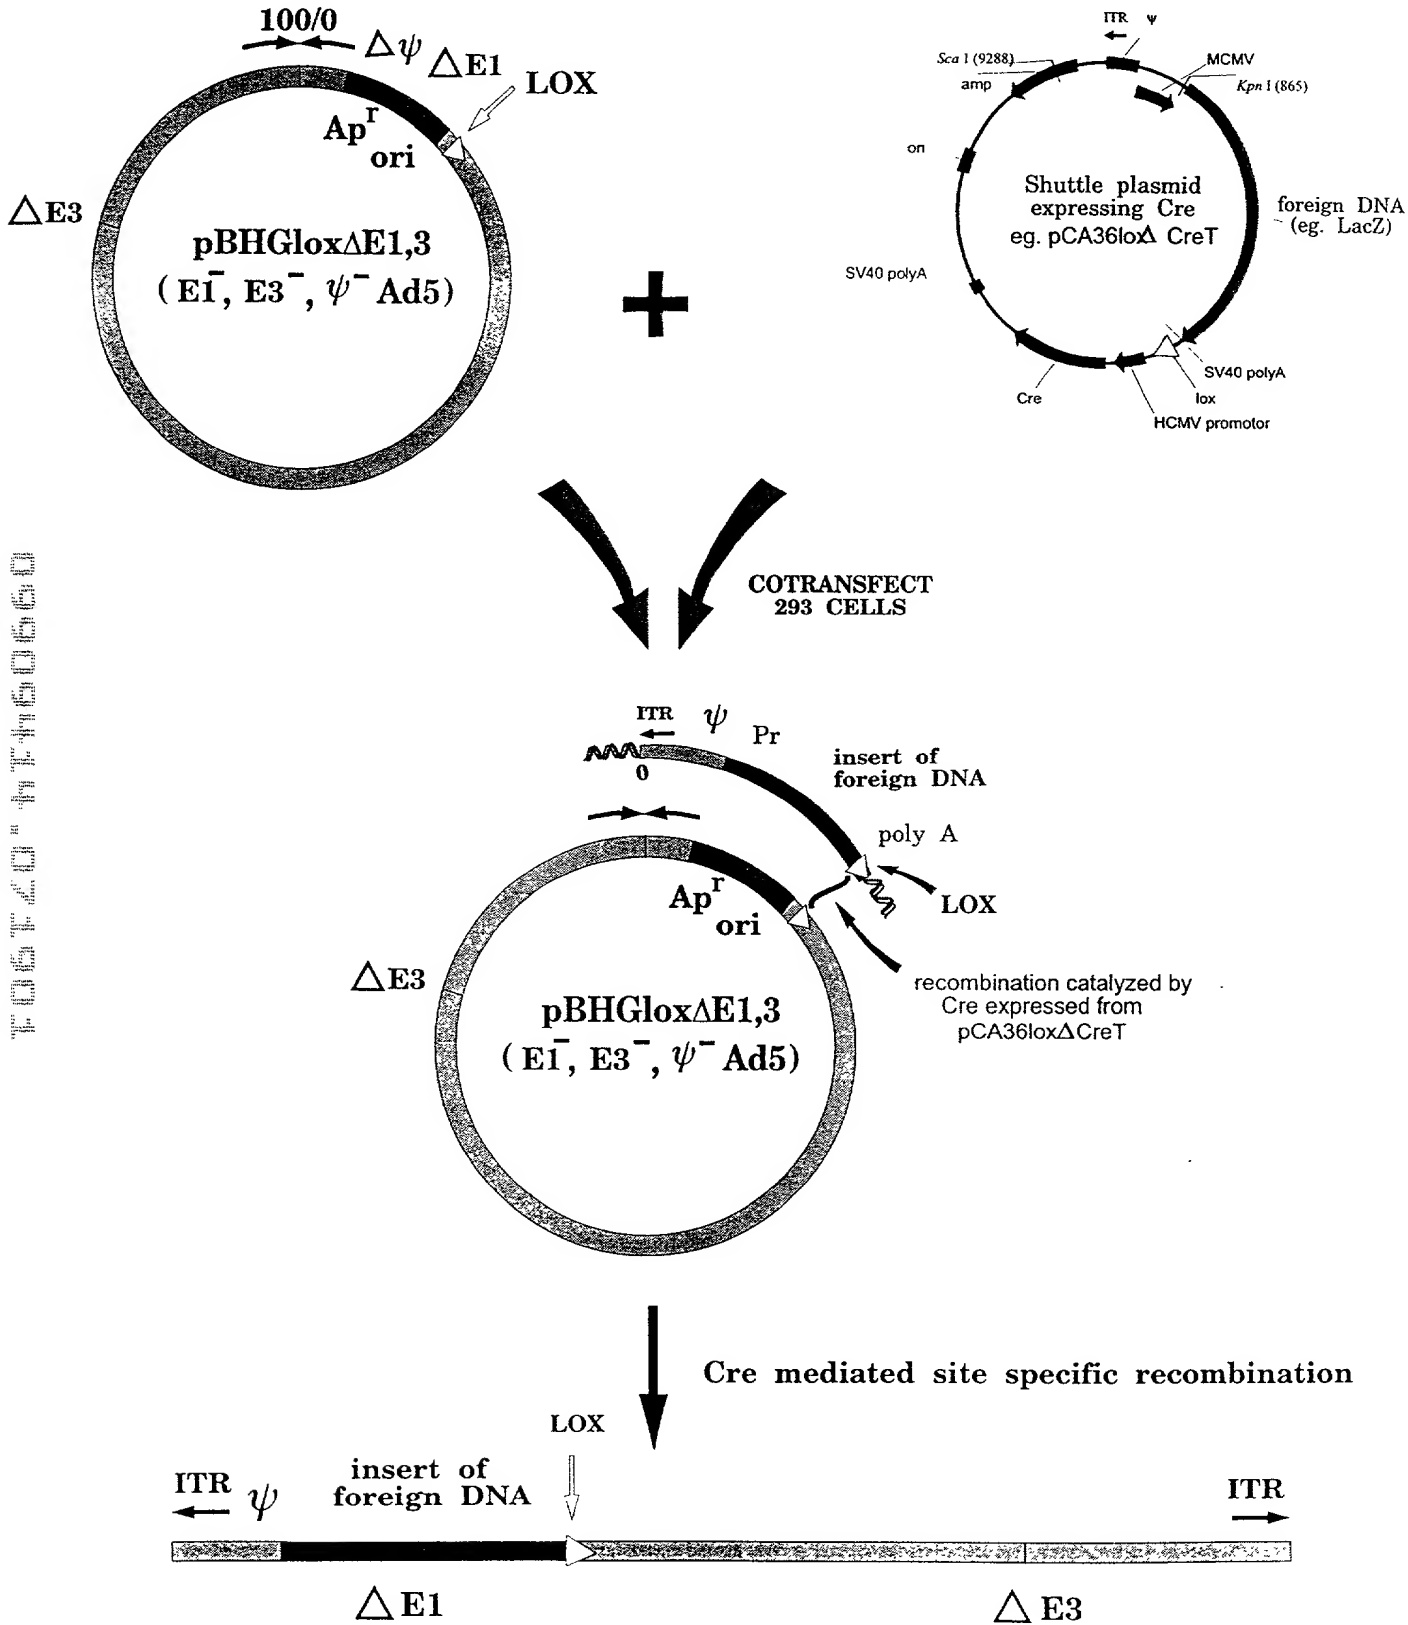 100/0
Δψ
ΔE1
LOX
Apʳ
ori
ΔE3
pBHGloxΔE1,3
(E1⁻, E3⁻, ψ⁻ Ad5)
+
ITR ψ
Sca I (9288)
MCMV
amp
Kpn I (865)
ori
Shuttle plasmid
expressing Cre
eg. pCA36loxΔ CreT
foreign DNA
(eg. LacZ)
SV40 polyA
SV40 polyA
lox
Cre
HCMV promotor
COTRANSFECT
293 CELLS
ITR
ψ
Pr
0
insert of
foreign DNA
poly A
LOX
Apʳ
ori
ΔE3
recombination catalyzed by
Cre expressed from
pCA36loxΔCreT
pBHGloxΔE1,3
(E1⁻, E3⁻, ψ⁻ Ad5)
Cre mediated site specific recombination
LOX
ITR
ψ
insert of
foreign DNA
ITR
ΔE1
ΔE3